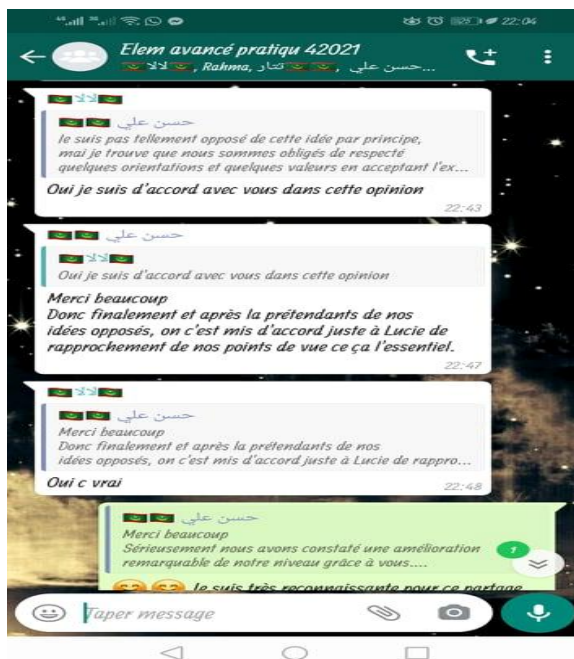 22:04
Elem avancé pratiqu 42021
لالا, Rahma, تتار, حسن علي...
لالا
حسن علي
Je suis pas tellement opposé de cette idée par principe,
mai je trouve que nous sommes obligés de respecté
quelques orientations et quelques valeurs en acceptant l'ex...
Oui je suis d'accord avec vous dans cette opinion
22:43
حسن علي
لالا
Oui je suis d'accord avec vous dans cette opinion
Merci beaucoup
Donc finalement et après la prétendants de nos
idées opposés, on c'est mis d'accord juste à Lucie de
rapprochement de nos points de vue ce ça l'essentiel.
22:47
لالا
حسن علي
Merci beaucoup
Donc finalement et après la prétendants de nos
idées opposés, on c'est mis d'accord juste à Lucie de rappro...
Oui c vrai
22:48
حسن علي
Merci beaucoup
Sérieusement nous avons constaté une amélioration
remarquable de notre niveau grâce à vous....
1
Je suis très reconnaissante pour ce partage
Taper message